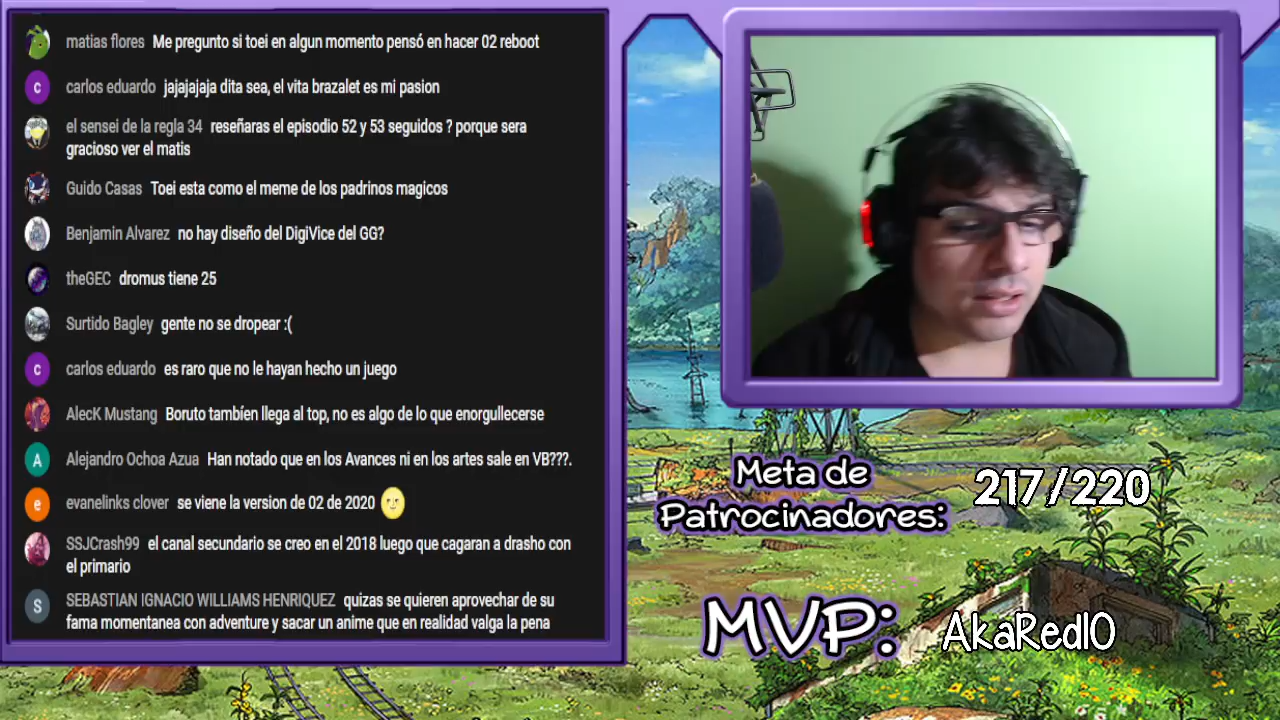 matias flores Me pregunto si toei en algun momento pensó en hacer 02 reboot
c carlos eduardo jajajajaja dita sea, el vita brazalet es mi pasion
el sensei de la regla 34 reseñaras el episodio 52 y 53 seguidos ? porque sera
gracioso ver el matis
Guido Casas Toei esta como el meme de los padrinos magicos
Benjamin Alvarez no hay diseño del DigiVice del GG?
theGEC dromus tiene 25
Surtido Bagley gente no se dropear :(
c carlos eduardo es raro que no le hayan hecho un juego
AlecK Mustang Boruto tambíen llega al top, no es algo de lo que enorgullecerse
A Alejandro Ochoa Azua Han notado que en los Avances ni en los artes sale en VB???.
e evanelinks clover se viene la version de 02 de 2020
SSJCrash99 el canal secundario se creo en el 2018 luego que cagaran a drasho con
el primario
S SEBASTIAN IGNACIO WILLIAMS HENRIQUEZ quizas se quieren aprovechar de su
fama momentanea con adventure y sacar un anime que en realidad valga la pena
Meta de
Patrocinadores:
217/220
MVP:
AkaRed10